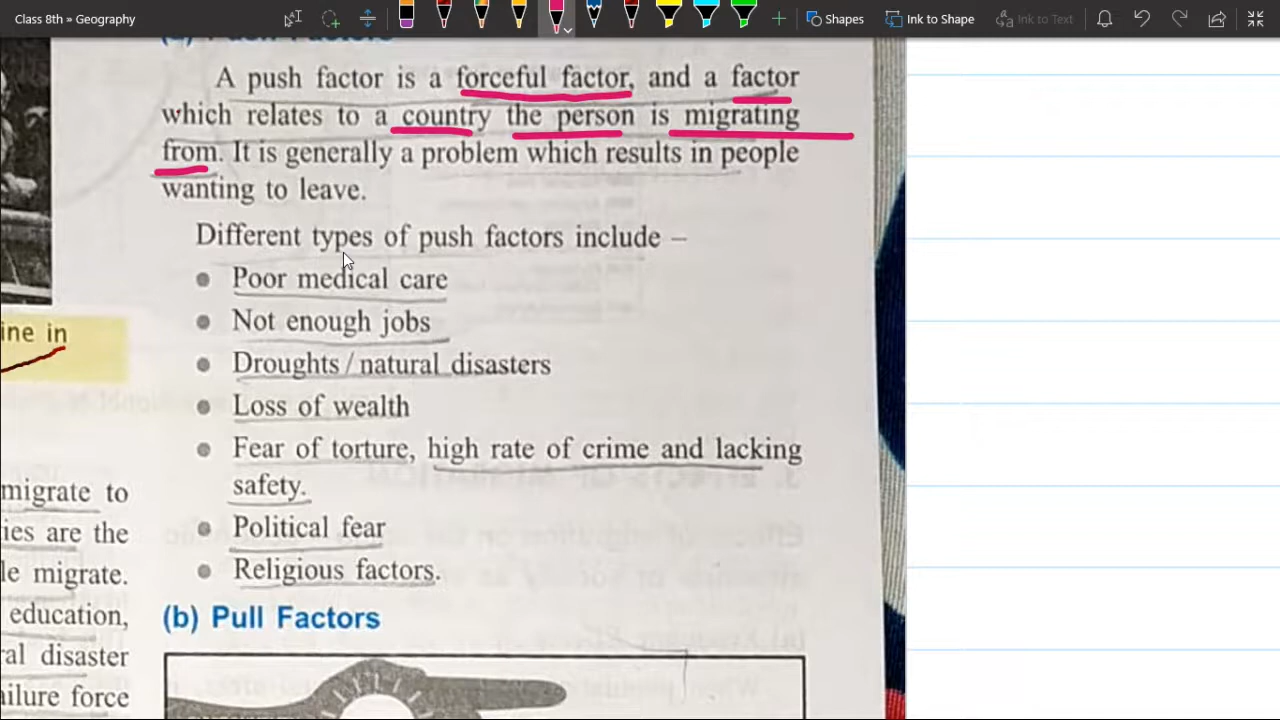 Class 8th » Geography
Shapes
Ink to Shape
Ink to Text
A push factor is a forceful factor, and a factor
which relates to a country the person is migrating
from. It is generally a problem which results in people
wanting to leave.
Different types of push factors include –
• Poor medical care
• Not enough jobs
• Droughts / natural disasters
• Loss of wealth
• Fear of torture, high rate of crime and lacking
safety.
• Political fear
• Religious factors.
(b) Pull Factors
ine in
migrate to
ies are the
le migrate.
education,
ral disaster
ailure force